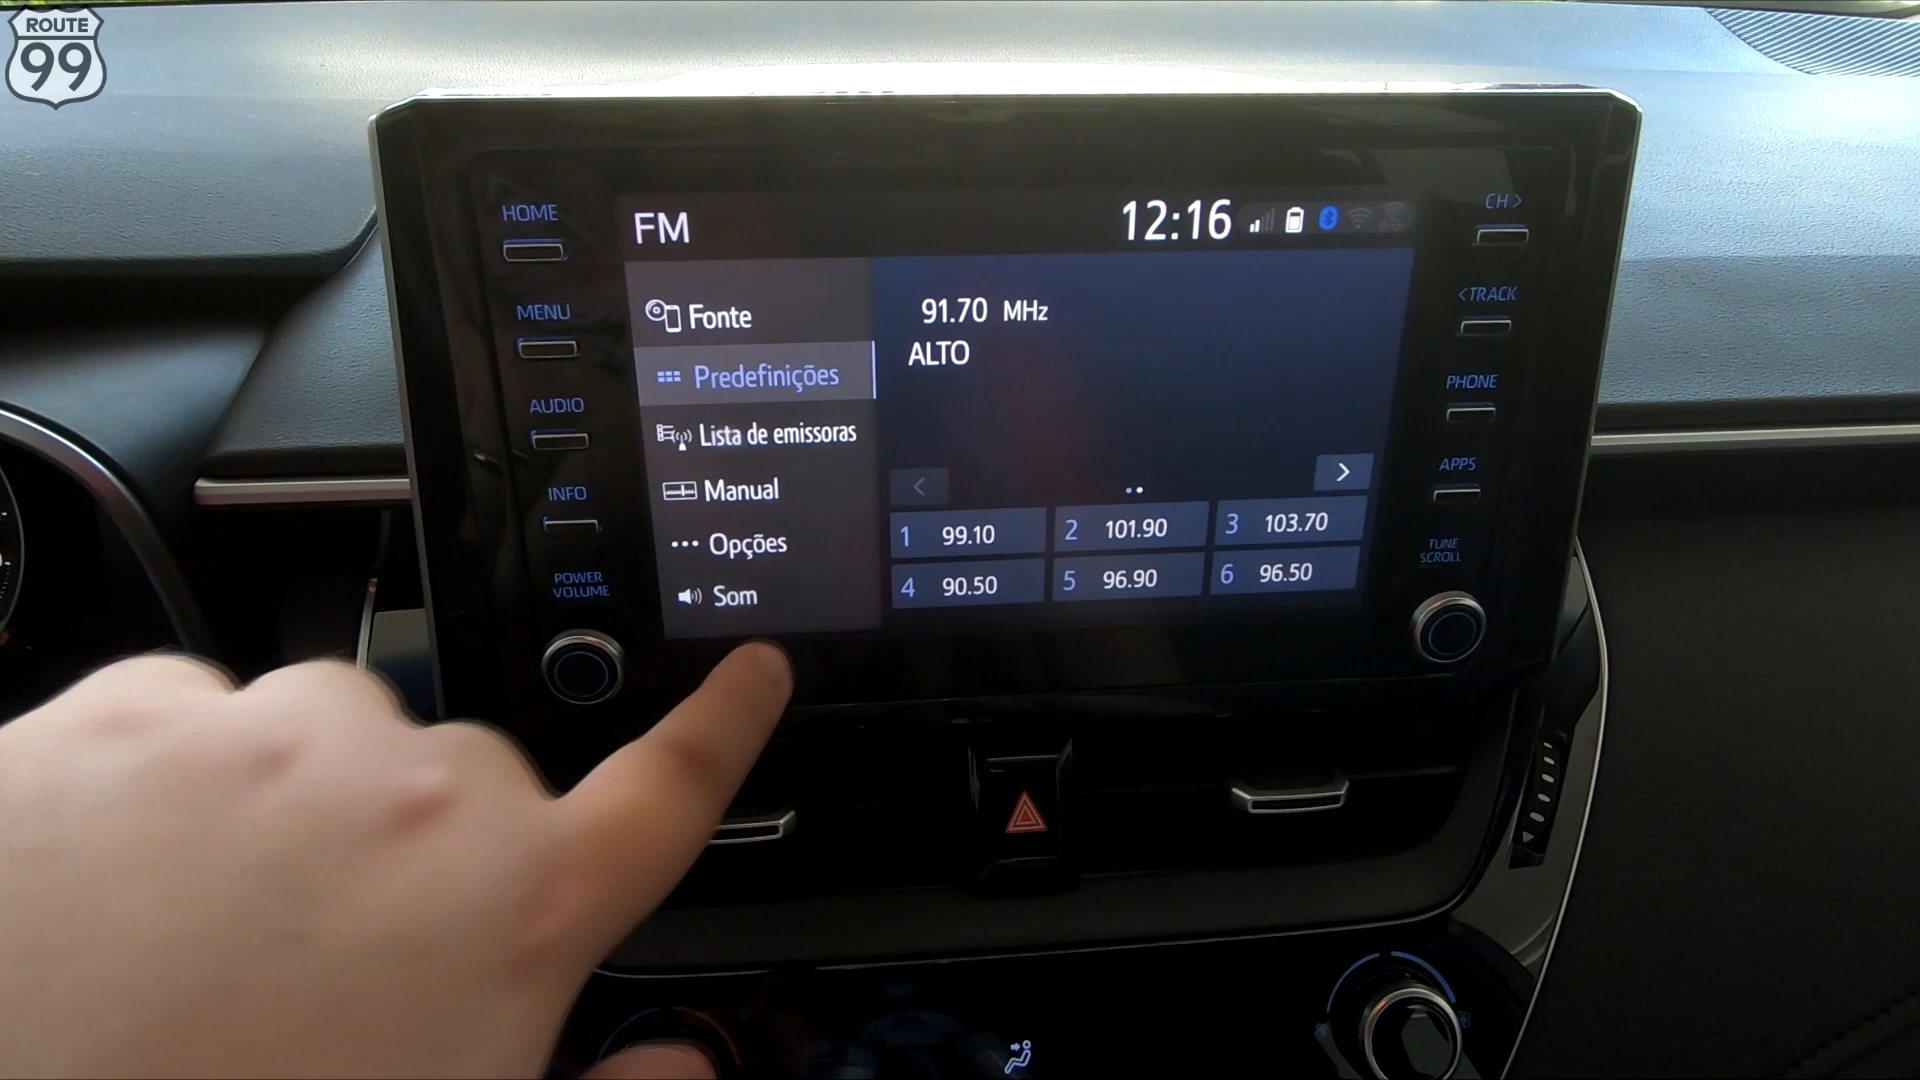 ROUTE
99
HOME
MENU
AUDIO
INFO
POWER
VOLUME
FM
12:16
Fonte
Predefinições
Lista de emissoras
Manual
Opções
Som
91.70 MHz
ALTO
<
>
1 99.10
2 101.90
3 103.70
4 90.50
5 96.90
6 96.50
CH>
<TRACK
PHONE
APPS
TUNE
SCROLL